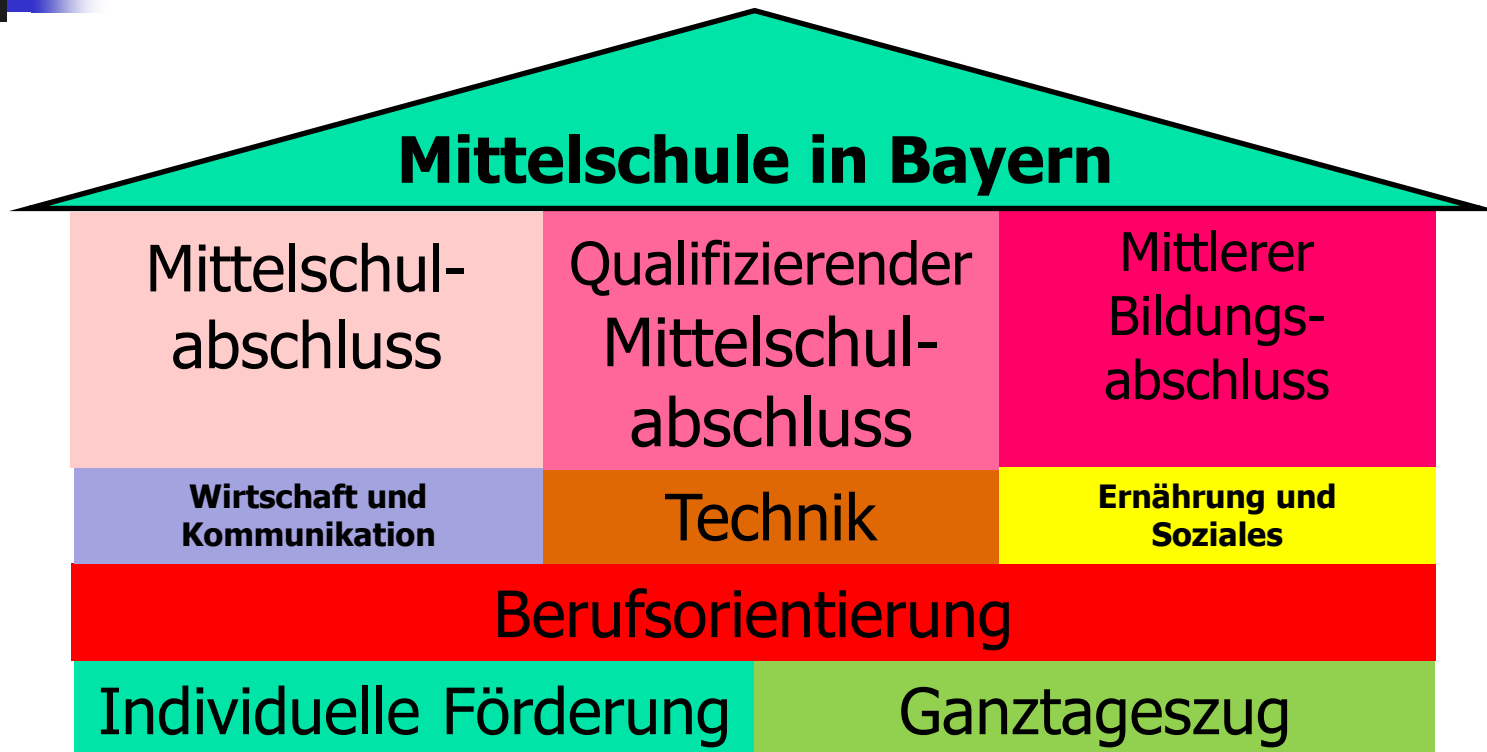 Mittelschule in Bayern
Mittelschul-
abschluss
Qualifizierender
Mittelschul-
abschluss
Mittlerer
Bildungs-
abschluss
Wirtschaft und
Kommunikation
Technik
Ernährung und
Soziales
Berufsorientierung
Individuelle Förderung
Ganztageszug